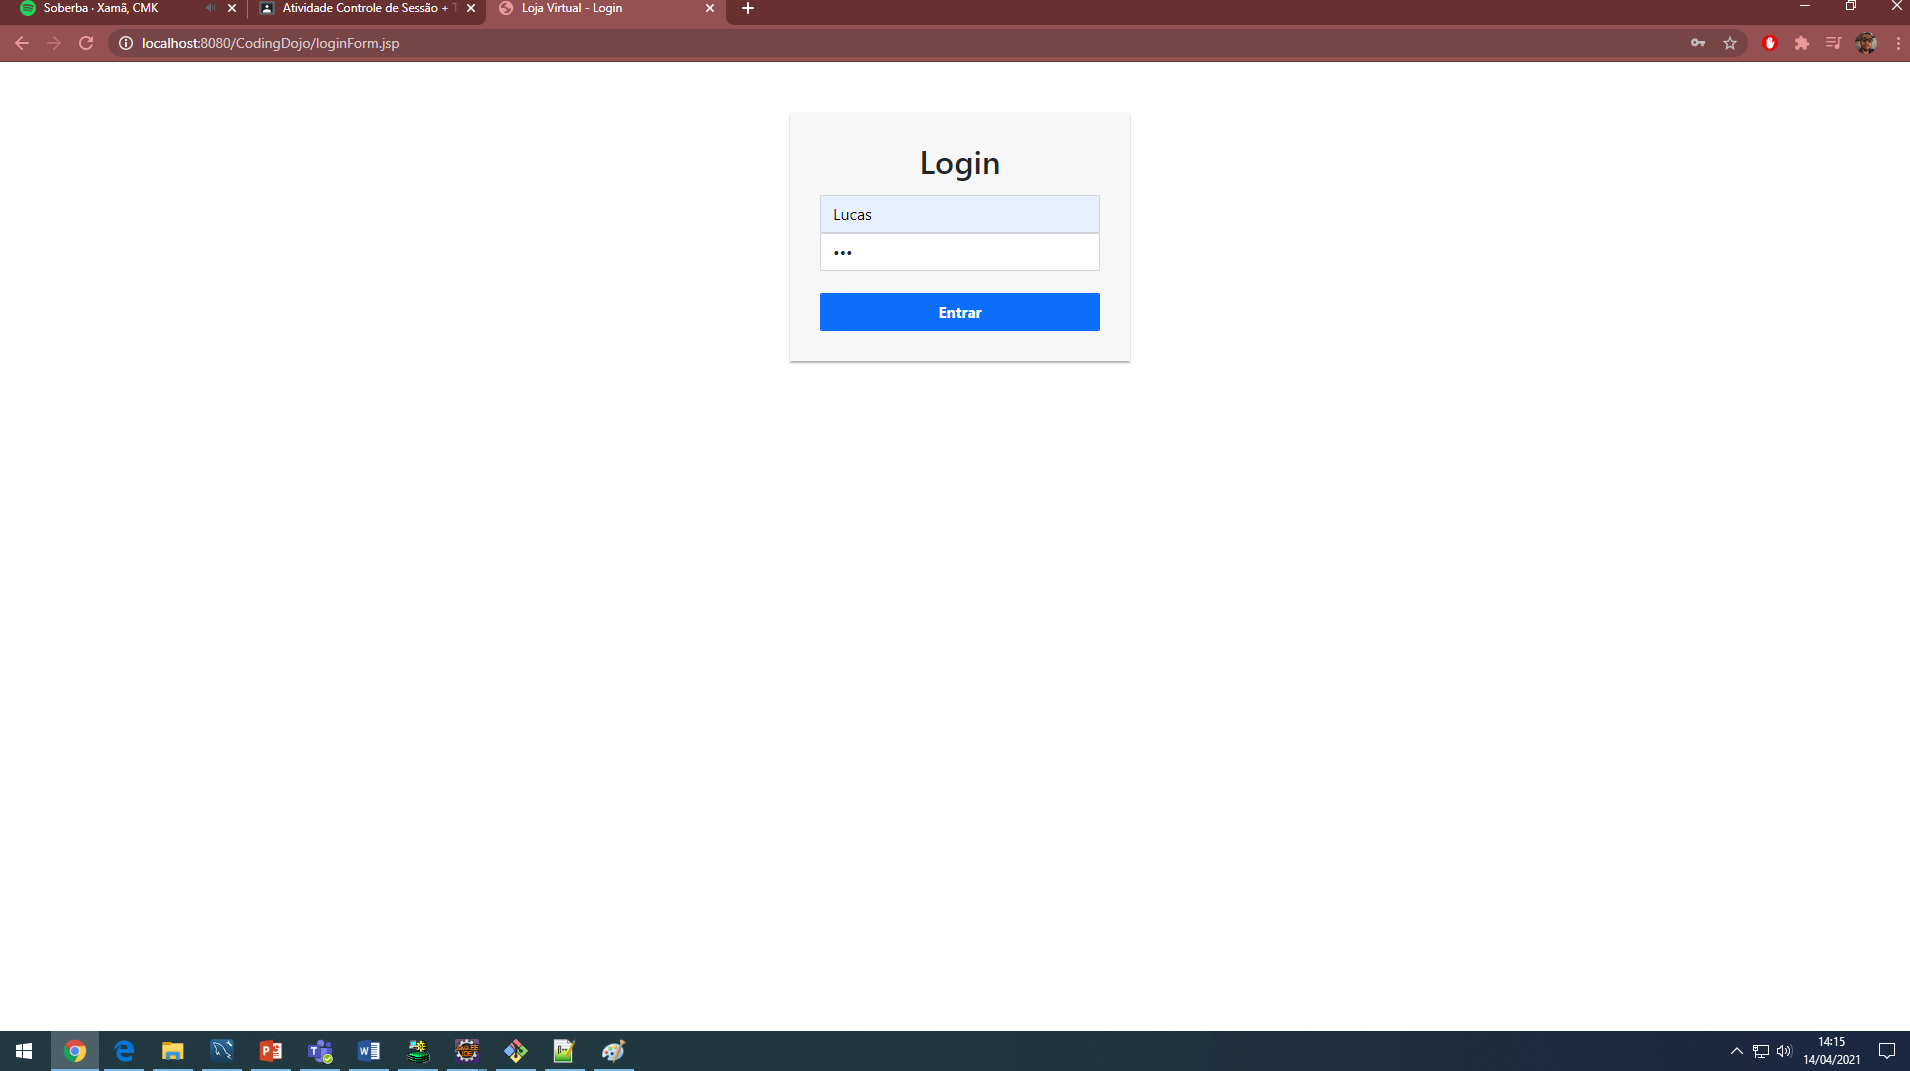 Soberba · Xamã, CMK
Atividade Controle de Sessão +
Loja Virtual - Login
localhost:8080/CodingDojo/loginForm.jsp
Login
Lucas
•••
Entrar
14:15
14/04/2021